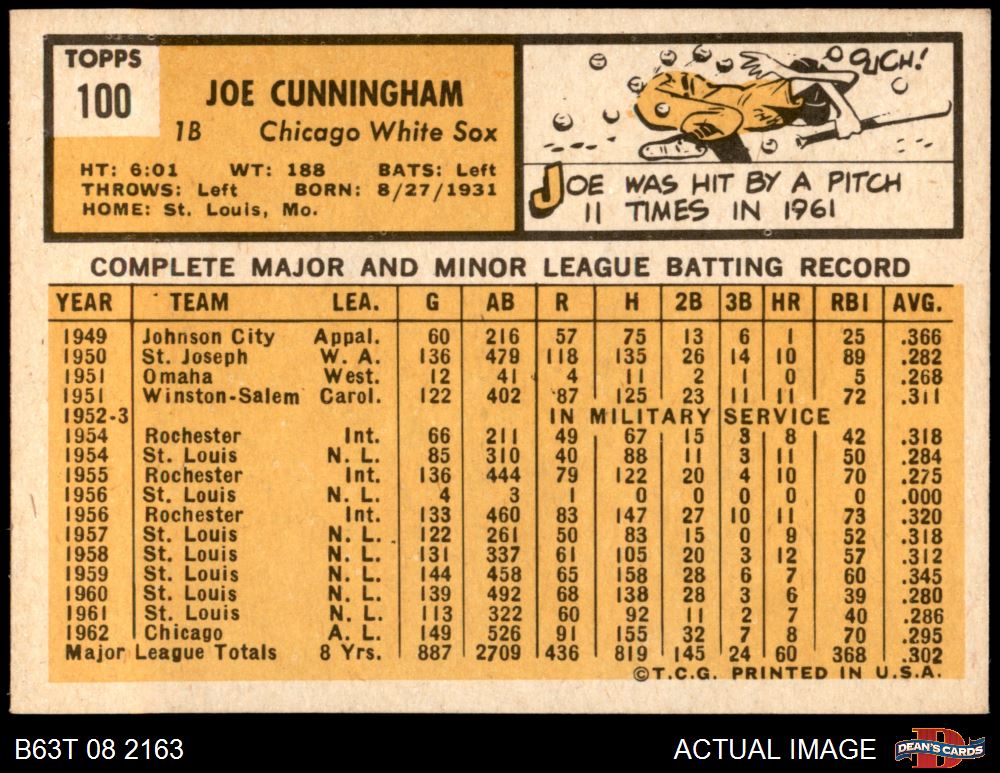 TOPPS
100
JOE CUNNINGHAM
1B Chicago White Sox
HT: 6:01 WT: 188 BATS: Left
THROWS: Left BORN: 8/27/1931
HOME: St. Louis, Mo.
OUCH!
JOE WAS HIT BY A PITCH
11 TIMES IN 1961
COMPLETE MAJOR AND MINOR LEAGUE BATTING RECORD
YEAR TEAM LEA. G AB R H 2B 3B HR RBI AVG.
1949 Johnson City Appal. 60 216 57 75 13 6 1 25 .366
1950 St. Joseph W. A. 136 479 118 135 26 14 10 89 .282
1951 Omaha West. 12 41 4 11 2 1 0 5 .268
1951 Winston-Salem Carol. 122 402 87 125 23 11 11 72 .311
1952-3 IN MILITARY SERVICE
1954 Rochester Int. 66 211 49 67 15 3 8 42 .318
1954 St. Louis N. L. 85 310 40 88 11 3 11 50 .284
1955 Rochester Int. 136 444 79 122 20 4 10 70 .275
1956 St. Louis N. L. 4 3 1 0 0 0 0 0 .000
1956 Rochester Int. 133 460 83 147 27 10 11 73 .320
1957 St. Louis N. L. 122 261 50 83 15 0 9 52 .318
1958 St. Louis N. L. 131 337 61 105 20 3 12 57 .312
1959 St. Louis N. L. 144 458 65 158 28 6 7 60 .345
1960 St. Louis N. L. 139 492 68 138 28 3 6 39 .280
1961 St. Louis N. L. 113 322 60 92 11 2 7 40 .286
1962 Chicago A. L. 149 526 91 155 32 7 8 70 .295
Major League Totals 8 Yrs. 887 2709 436 819 145 24 60 368 .302
©T.C.G. PRINTED IN U.S.A.
B63T 08 2163 ACTUAL IMAGE DEAN'S CARDS